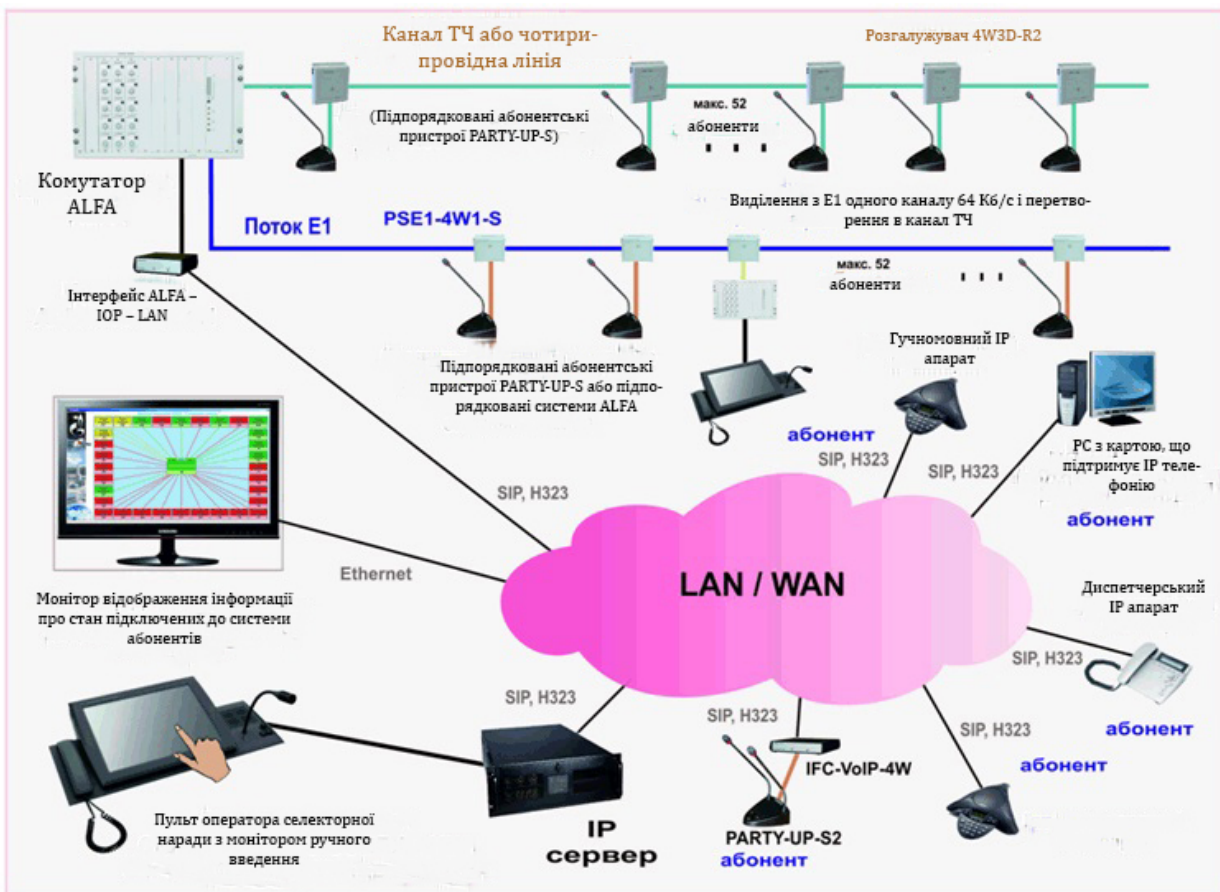 Канал ТЧ або чотири-
провідна лінія
Розгалужувач 4W3D-R2
(Підпорядковані абонентські
пристрої PARTY-UP-S)
макс. 52
абоненти
Комутатор
ALFA
Поток E1
PSE1-4W1-S
Виділення з E1 одного каналу 64 Кб/с і перетво-
рення в канал ТЧ
макс. 52
абоненти
Інтерфейс ALFA –
IOP – LAN
Підпорядковані абонентські
пристрої PARTY-UP-S або підпо-
рядковані системи ALFA
Гучномовний IP
апарат
абонент
SIP, H323
SIP, H323
PC з картою, що
підтримує IP теле-
фонію
абонент
SIP, H323
Ethernet
LAN / WAN
Монітор відображення інформації
про стан підключених до системи
абонентів
Диспетчерський
IP апарат
SIP, H323
абонент
SIP, H323
SIP, H323
SIP, H323
абонент
IFC-VoIP-4W
PARTY-UP-S2
абонент
IP
сервер
Пульт оператора селекторної
наради з монітором ручного
введення